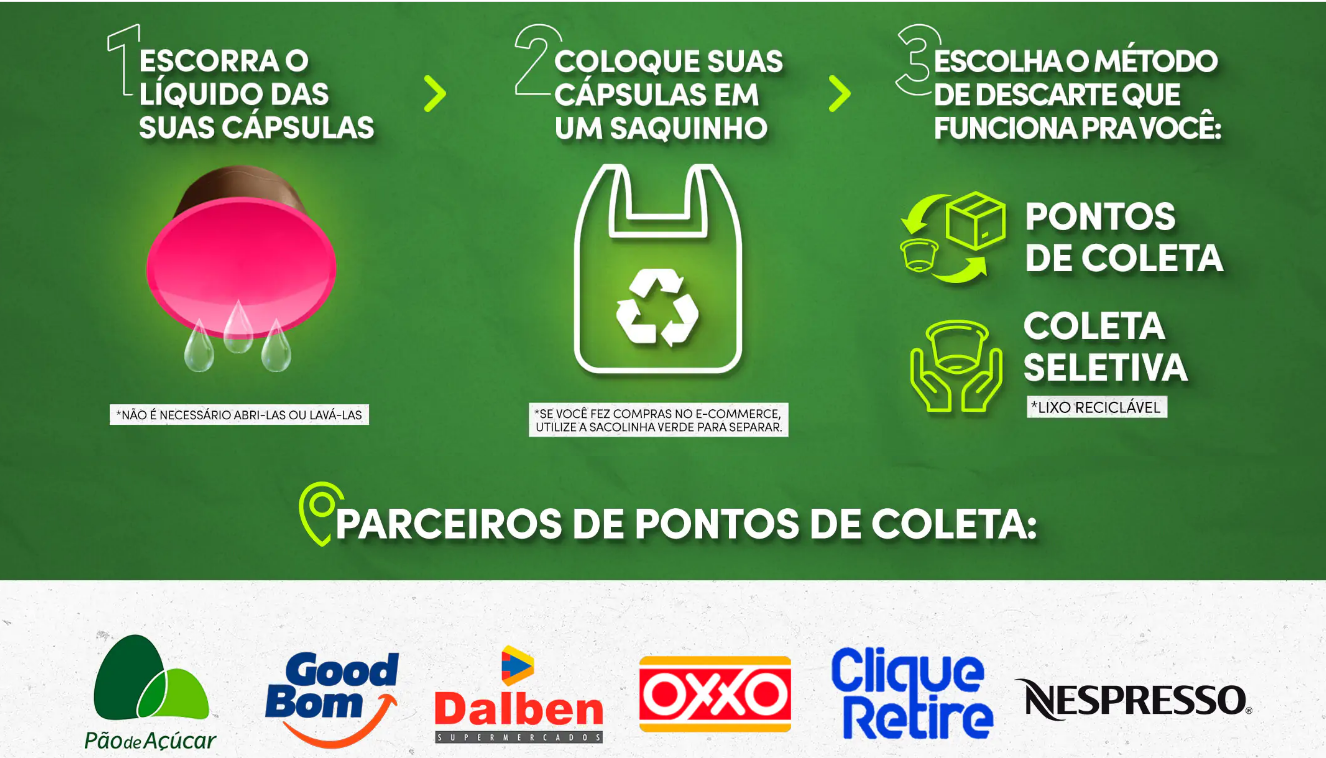 1
ESCORRA O
LÍQUIDO DAS
SUAS CÁPSULAS
*NÃO É NECESSÁRIO ABRI-LAS OU LAVÁ-LAS
2
COLOQUE SUAS
CÁPSULAS EM
UM SAQUINHO
*SE VOCÊ FEZ COMPRAS NO E-COMMERCE,
UTILIZE A SACOLINHA VERDE PARA SEPARAR.
3
ESCOLHA O MÉTODO
DE DESCARTE QUE
FUNCIONA PRA VOCÊ:
PONTOS
DE COLETA
COLETA
SELETIVA
*LIXO RECICLÁVEL
PARCEIROS DE PONTOS DE COLETA:
Pão de Açúcar
Good
Bom
Dalben
SUPERMERCADOS
OXXO
Clique
Retire
NESPRESSO®